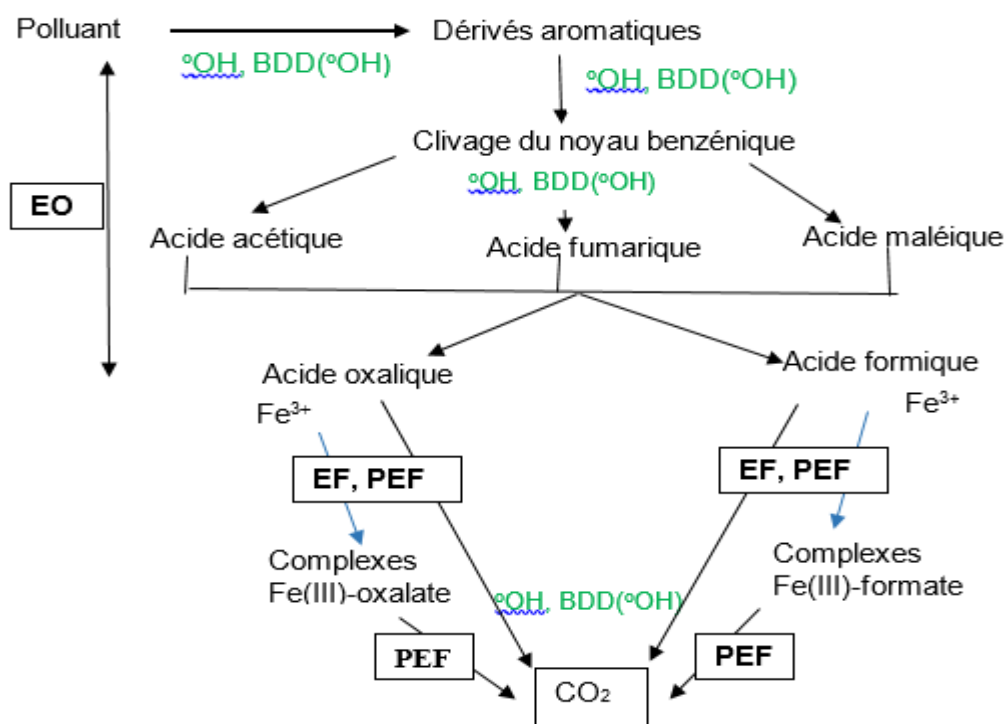 Polluant
Dérivés aromatiques
°OH, BDD(°OH)
°OH, BDD(°OH)
Clivage du noyau benzénique
°OH, BDD(°OH)
EO
Acide acétique
Acide fumarique
Acide maléique
Acide oxalique
Acide formique
Fe³⁺
Fe³⁺
EF, PEF
EF, PEF
Complexes
Fe(III)-oxalate
Complexes
Fe(III)-formate
°OH, BDD(°OH)
PEF
PEF
CO₂